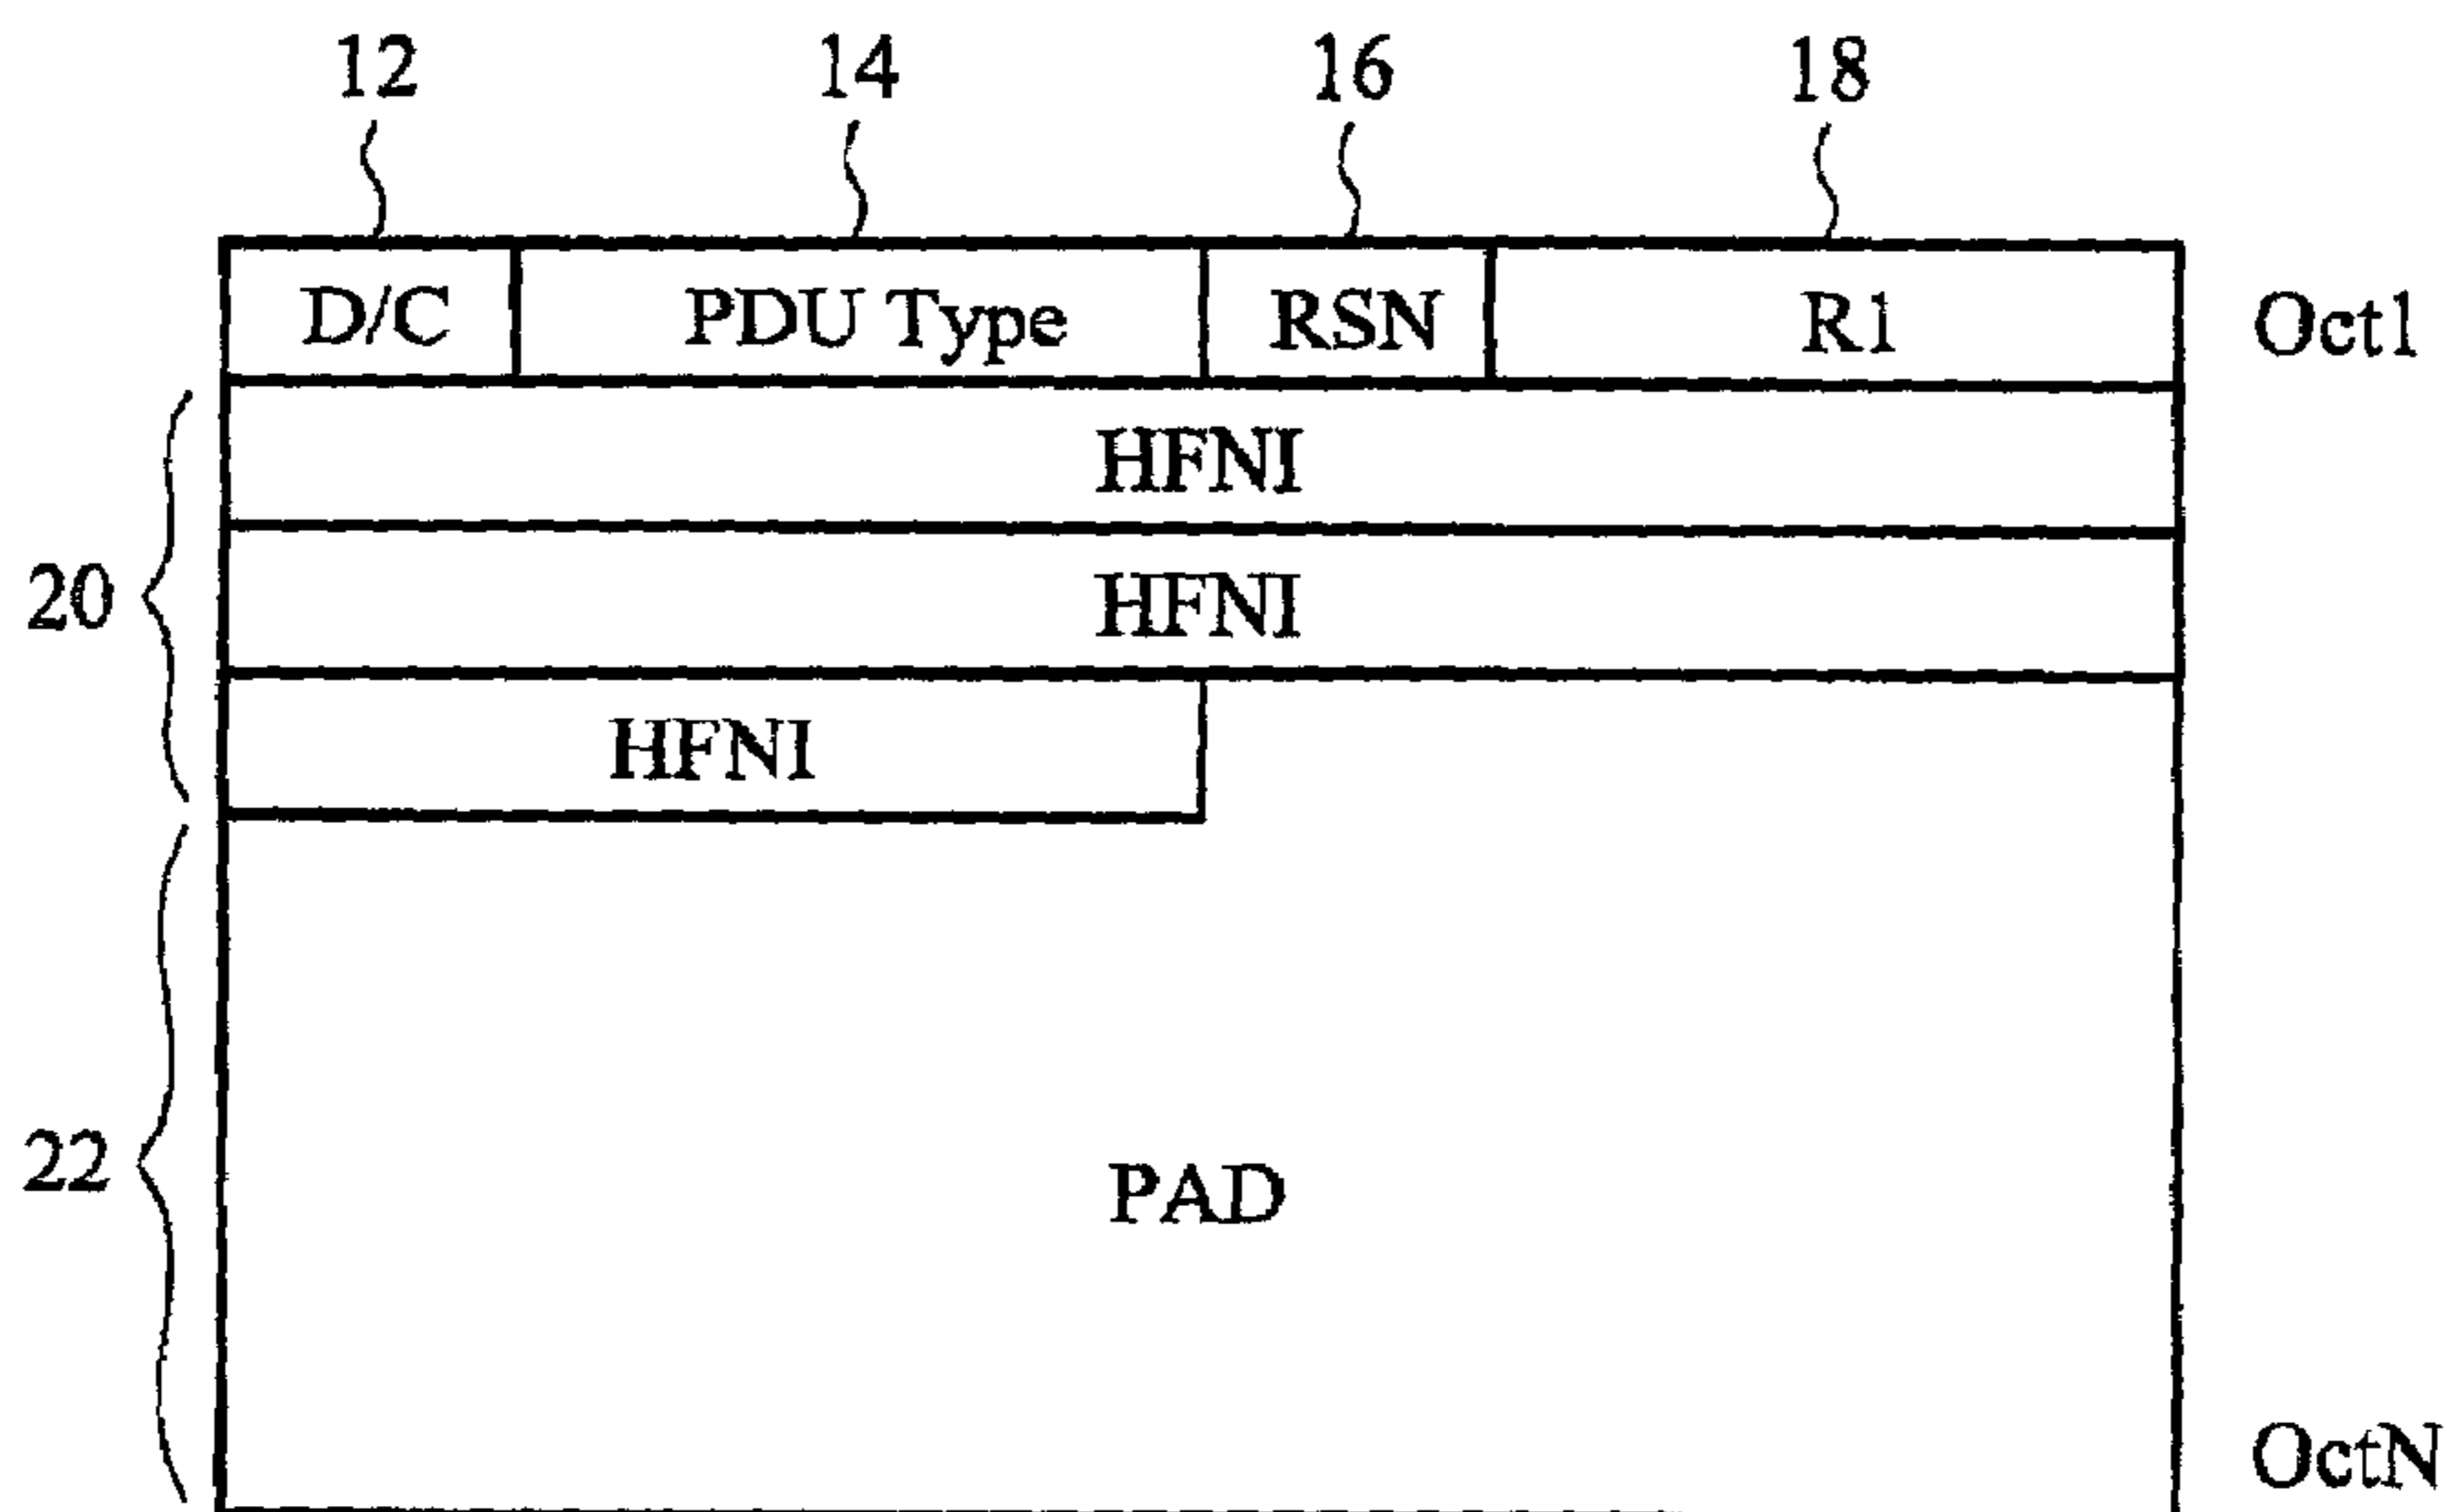 12 14 16 18
D/C PDU Type RSN R1 Oct1
HFNI
HFNI
20
HFNI
22
PAD
OctN